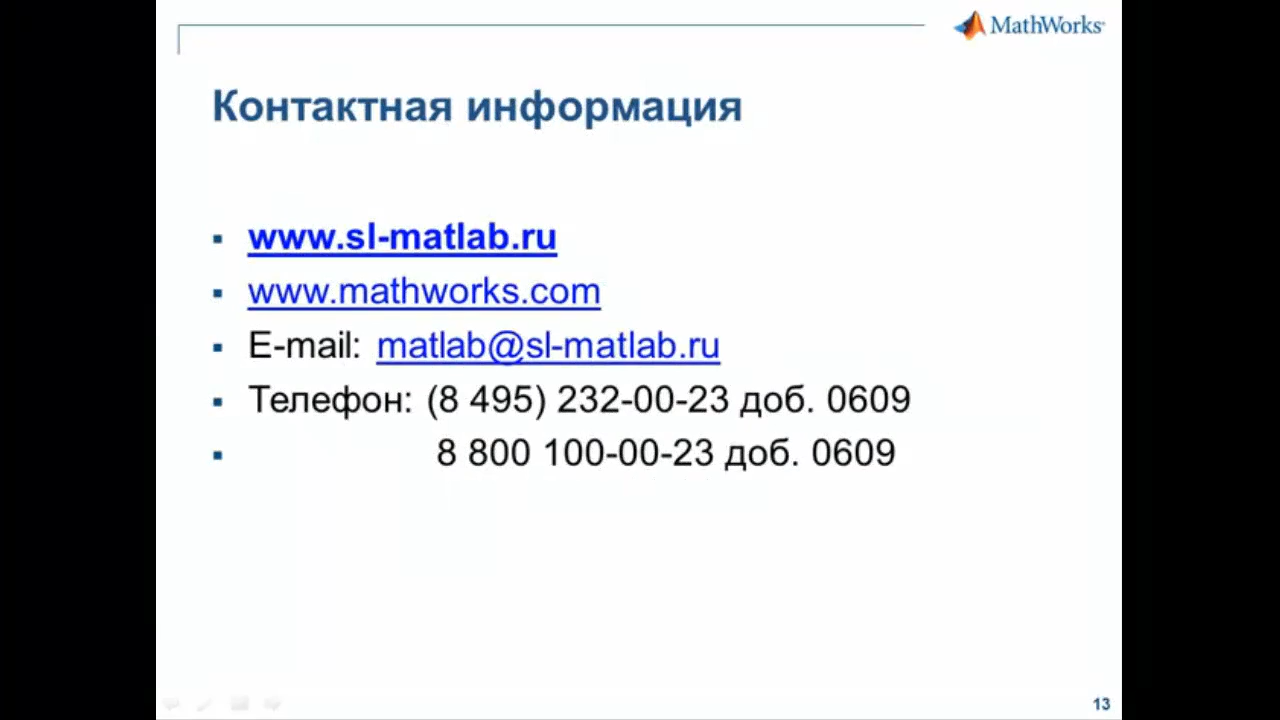 MathWorks
Контактная информация
www.sl-matlab.ru
www.mathworks.com
E-mail: matlab@sl-matlab.ru
Телефон: (8 495) 232-00-23 доб. 0609
8 800 100-00-23 доб. 0609
13